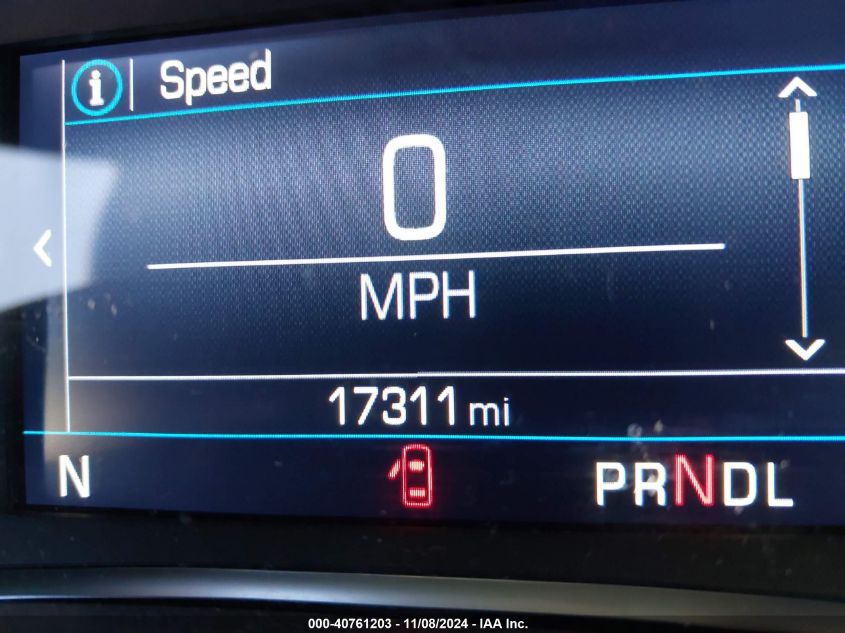 i Speed
0
MPH
17311 mi
N PRNDL
000-40761203 - 11/08/2024 - IAA Inc.